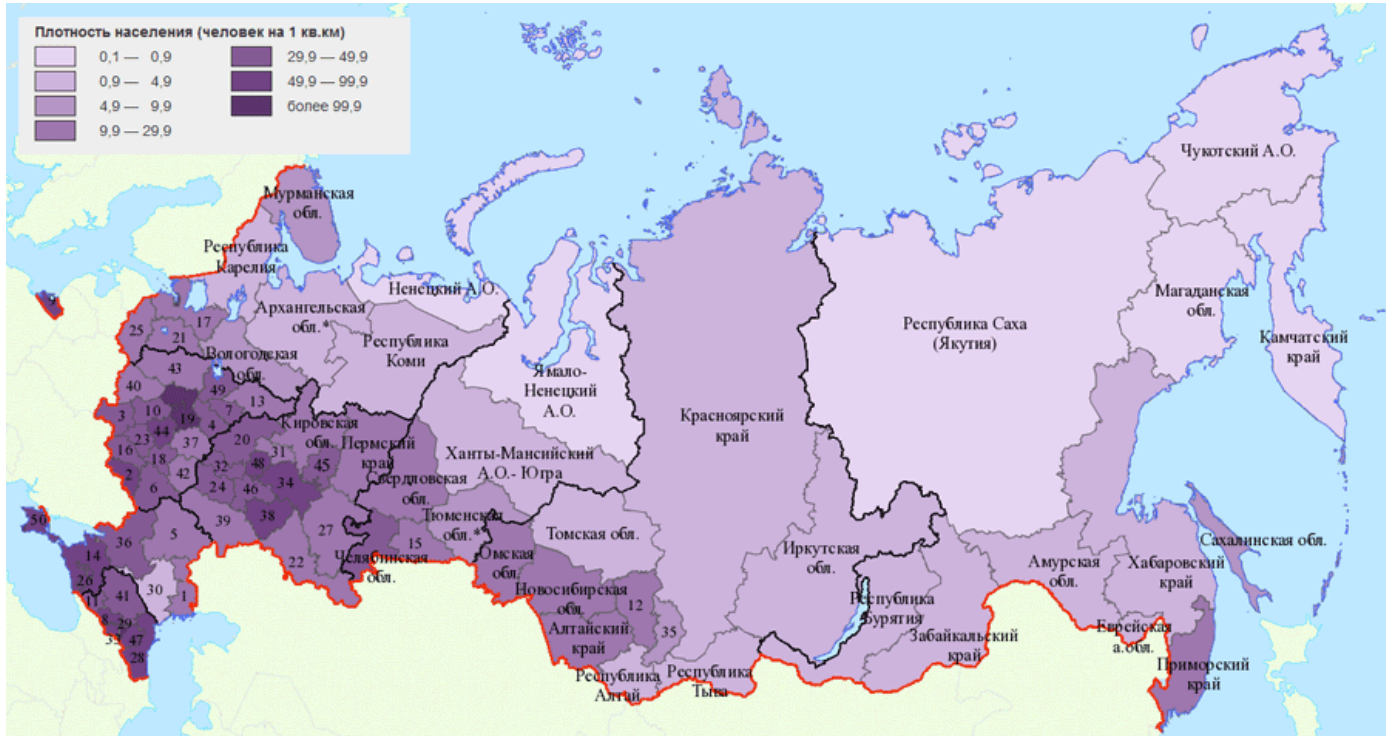 Плотность населения (человек на 1 кв.км)
0,1 — 0,9
0,9 — 4,9
4,9 — 9,9
9,9 — 29,9
29,9 — 49,9
49,9 — 99,9
более 99,9
Чукотский А.О.
Мурманская
обл.
Республика
Карелия
Ненецкий А.О.
Магаданская
обл.
9
Архангельская
обл.*
17
25
21
Республика
Коми
Республика Саха
(Якутия)
Камчатский
край
Вологодская
обл.
43
Ямало-
Ненецкий
А.О.
40
49
13
3
10
19
7
4
Красноярский
край
Кировская
обл.
44
23
37
20
31
Пермский
край
16
18
32
48
45
Ханты-Мансийский
А.О.- Югра
2
42
6
24
46
34
Свердловская
обл.
50
39
38
Тюменская
обл.*
36
5
27
15
Томская обл.
Сахалинская обл.
14
22
Челябинская
обл.
Омская
обл.
Иркутская
обл.
Амурская
обл.
Хабаровский
край
26
41
30
1
11
Новосибирская
обл.
12
Республика
Бурятия
8
29
Алтайский
край
35
Забайкальский
край
Еврейская
а.обл.
33
47
28
Республика
Алтай
Республика
Тыва
Приморский
край